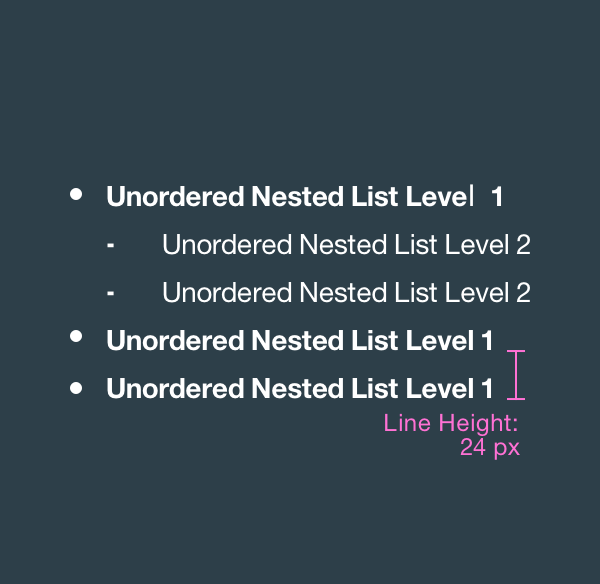 • Unordered Nested List Level 1
- Unordered Nested List Level 2
- Unordered Nested List Level 2
• Unordered Nested List Level 1
• Unordered Nested List Level 1
Line Height:
24 px